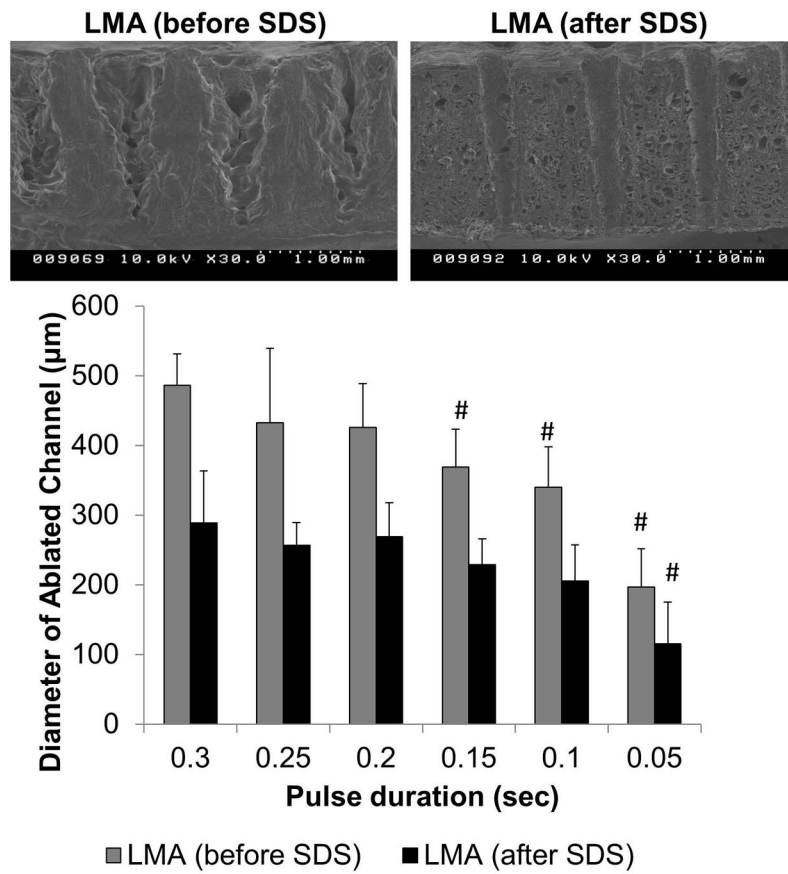 LMA (before SDS)
LMA (after SDS)
009069 10.0kV X30.0 1.00mm
009092 10.0kV X30.0 1.00mm
Diameter of Ablated Channel (µm)
600
500
400
300
200
100
0
#
#
#
#
0.3 0.25 0.2 0.15 0.1 0.05
Pulse duration (sec)
LMA (before SDS) LMA (after SDS)